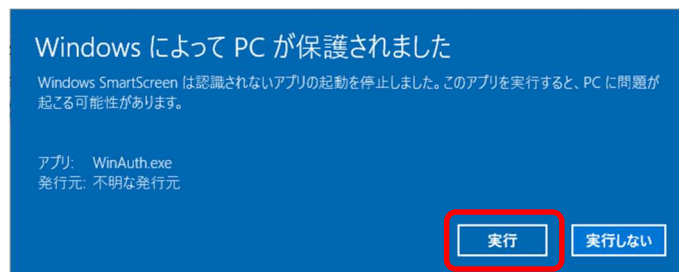 Windows によって PC が保護されました
Windows SmartScreen は認識されないアプリの起動を停止しました。このアプリを実行すると、PC に問題が
起こる可能性があります。
アプリ: WinAuth.exe
発行元: 不明な発行元
実行 実行しない